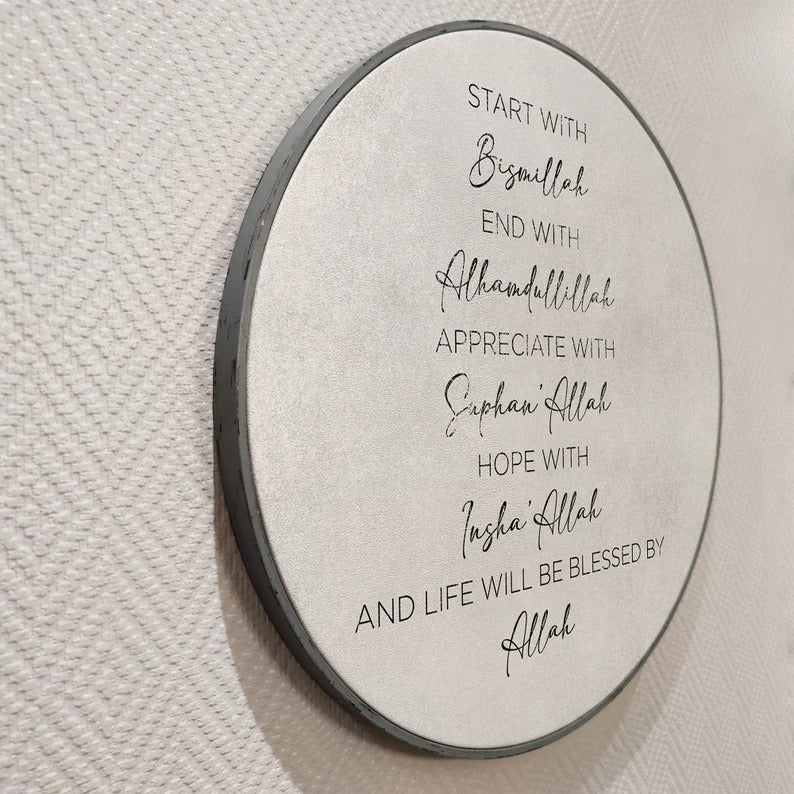 START WITH
Bismillah
END WITH
Alhamdullillah
APPRECIATE WITH
Suphan'Allah
HOPE WITH
Insha'Allah
AND LIFE WILL BE BLESSED BY
Allah